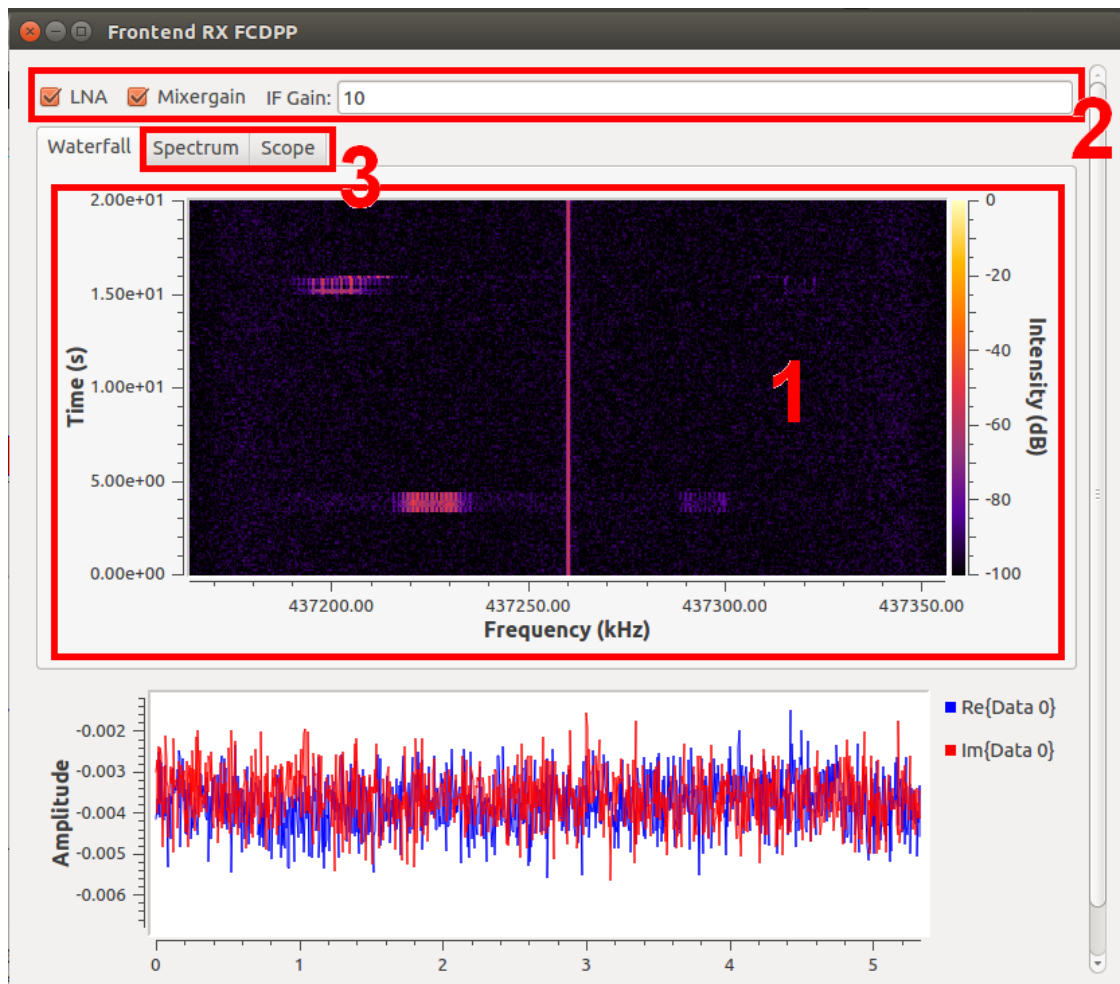 Frontend RX FCDPP
LNA Mixergain IF Gain: 10
2
Waterfall Spectrum Scope
3
2.00e+01
1.50e+01
1.00e+01
5.00e+00
0.00e+00
Time (s)
1
0
-20
-40
-60
-80
-100
Intensity (dB)
437200.00 437250.00 437300.00 437350.00
Frequency (kHz)
-0.002
-0.003
-0.004
-0.005
-0.006
Amplitude
Re{Data 0}
Im{Data 0}
0 1 2 3 4 5